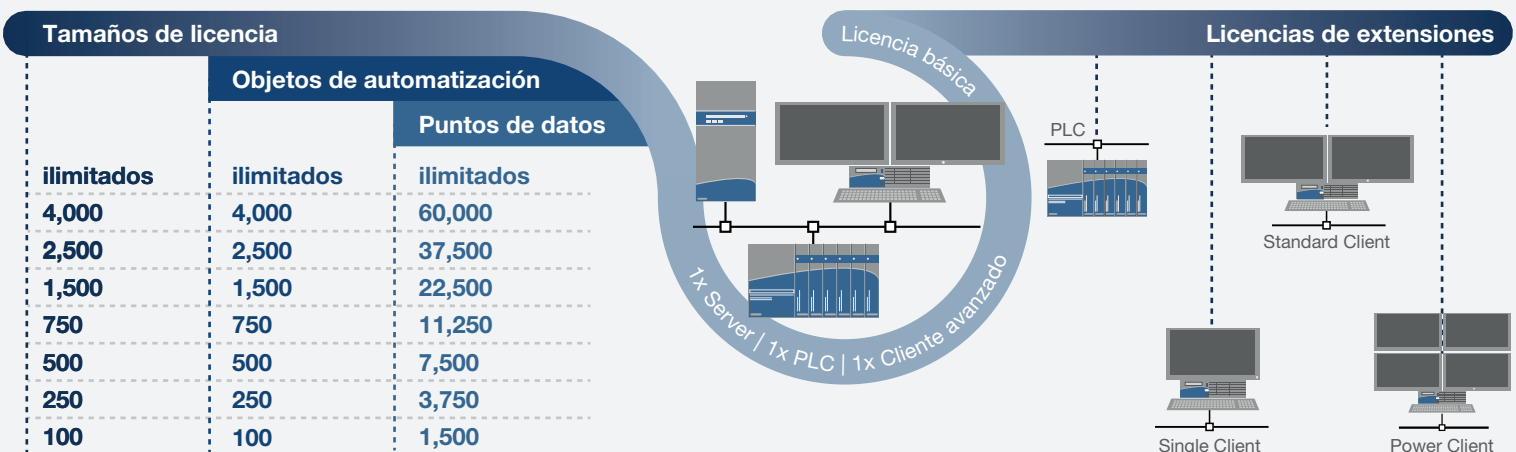 Tamaños de licencia
Objetos de automatización
Puntos de datos
ilimitados ilimitados ilimitados
4,000 4,000 60,000
2,500 2,500 37,500
1,500 1,500 22,500
750 750 11,250
500 500 7,500
250 250 3,750
100 100 1,500
Licencia básica
1x Server | 1x PLC | 1x Cliente avanzado
Licencias de extensiones
PLC
Standard Client
Single Client
Power Client